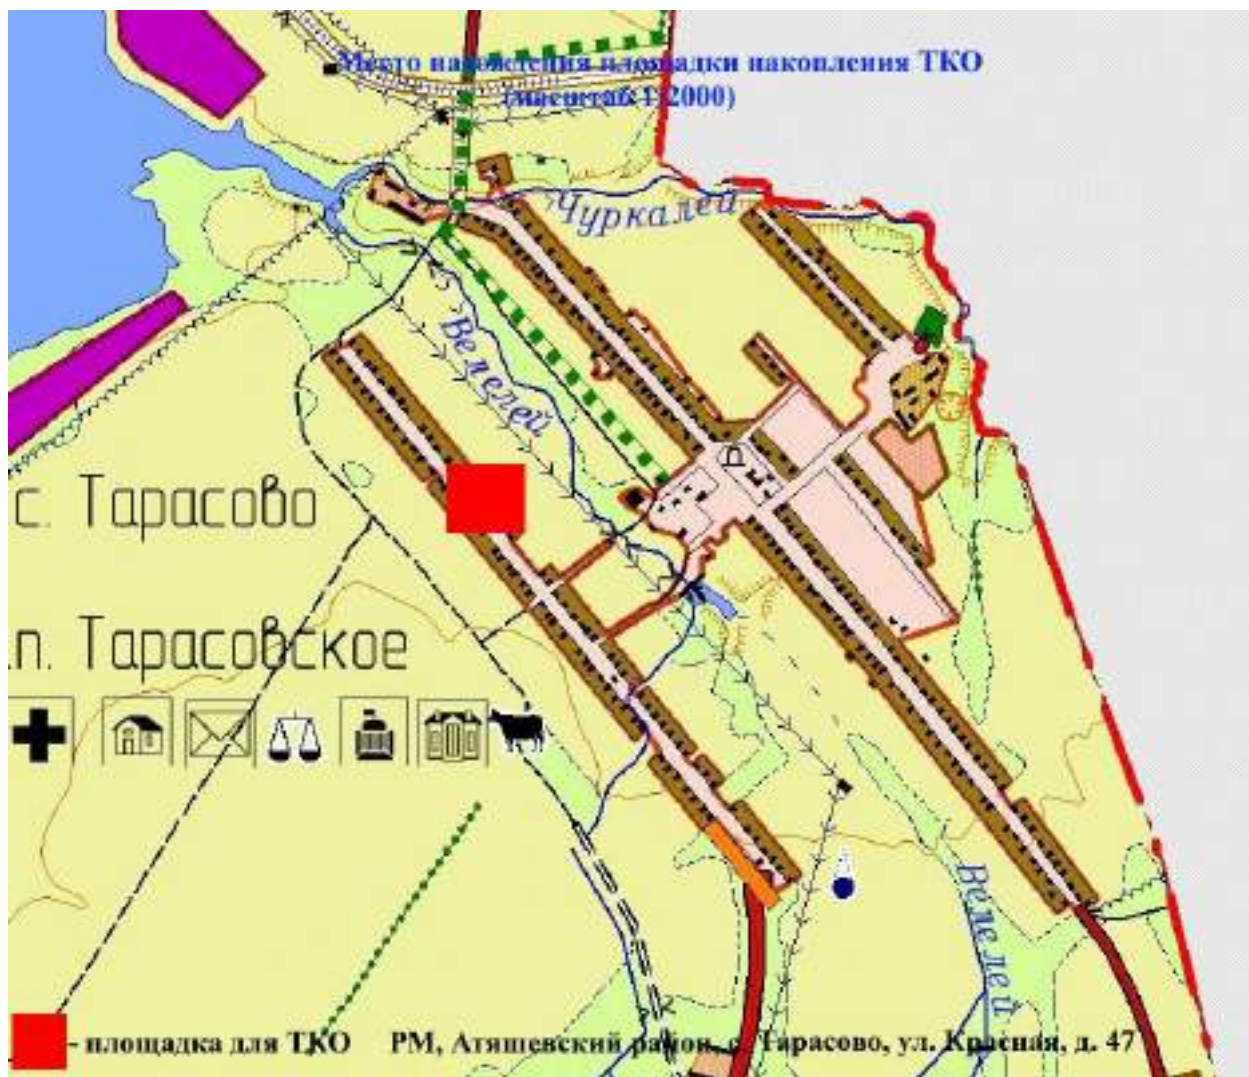 Место нахождения площадки накопления ТКО
(масштаб 1:2000)
Чуркалей
Велелей
Р
с. Тарасово
п. Тарасовское
Велелей
- площадка для ТКО РМ, Атяшевский район, с. Тарасово, ул. Красная, д. 47